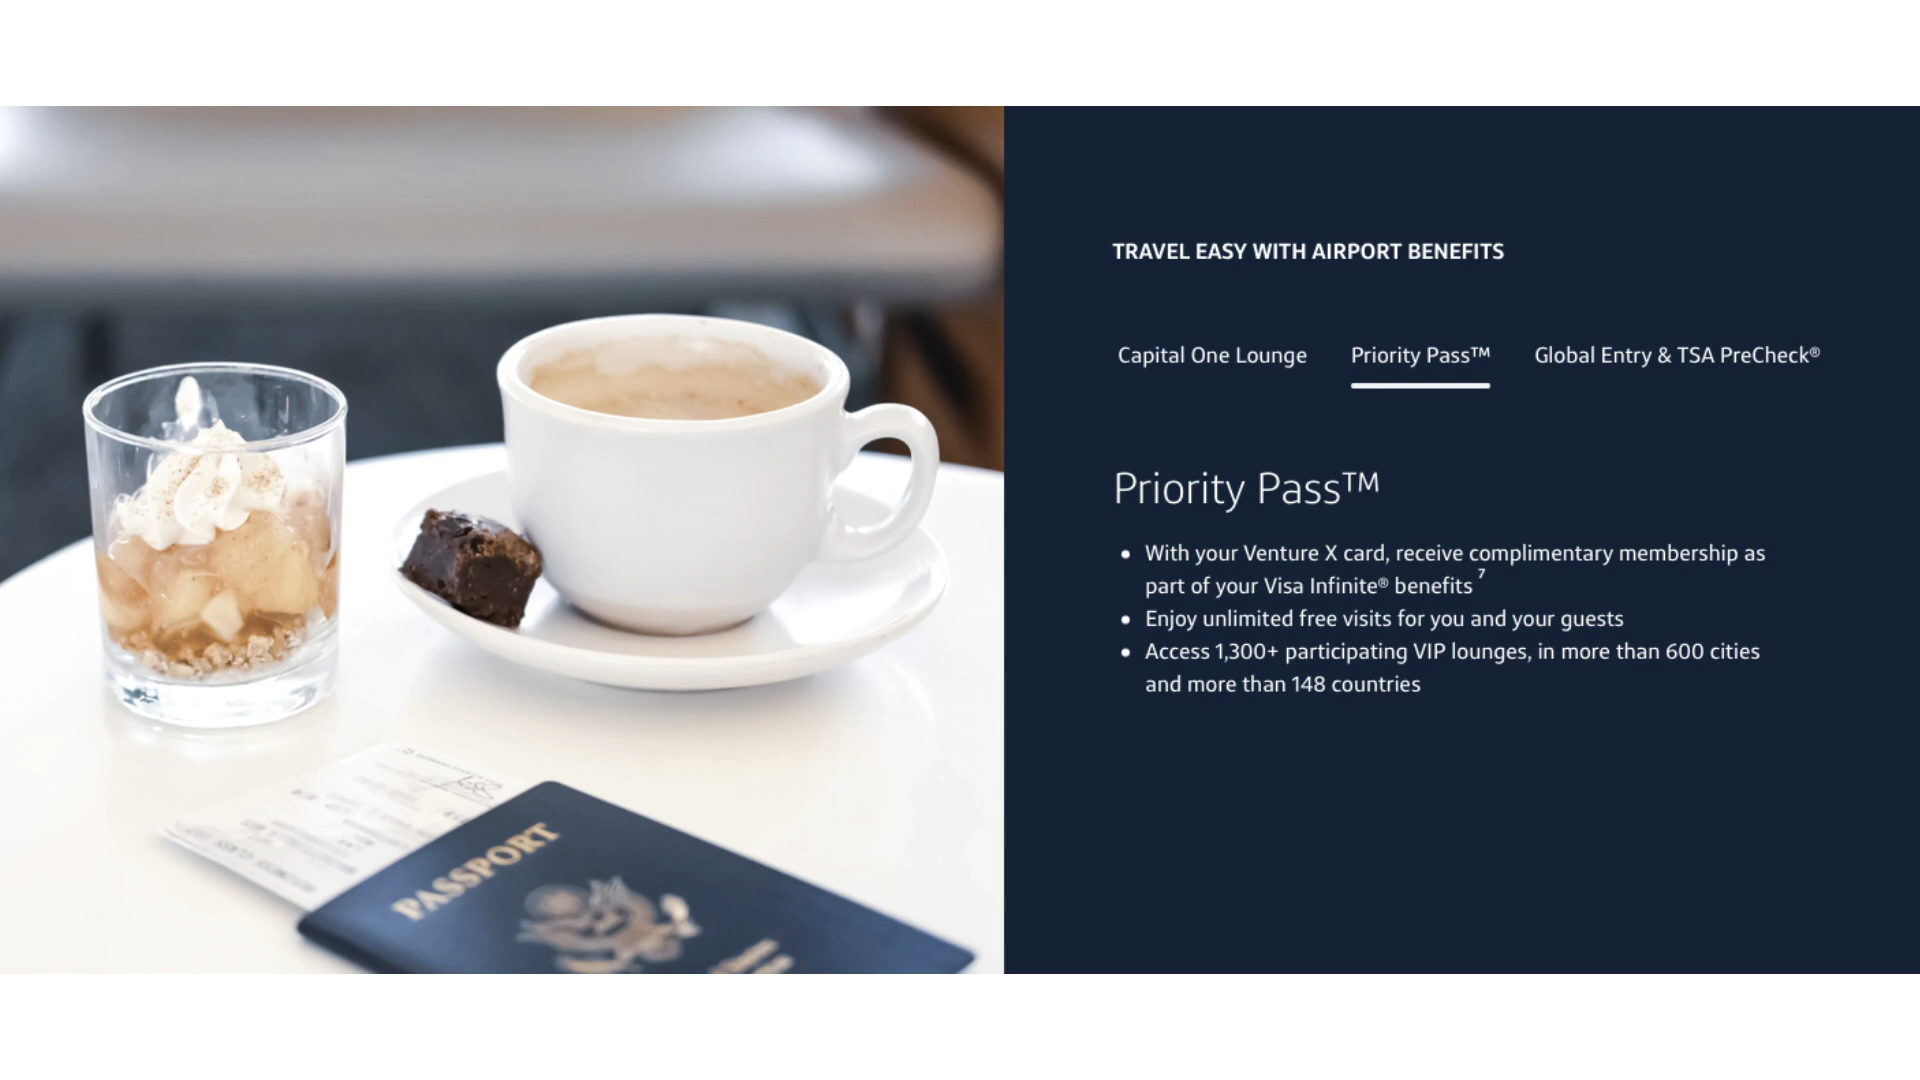 TRAVEL EASY WITH AIRPORT BENEFITS
Capital One Lounge
Priority Pass™
Global Entry & TSA PreCheck®
Priority Pass™
• With your Venture X card, receive complimentary membership as
part of your Visa Infinite® benefits 7
• Enjoy unlimited free visits for you and your guests
• Access 1,300+ participating VIP lounges, in more than 600 cities
and more than 148 countries
PASSPORT